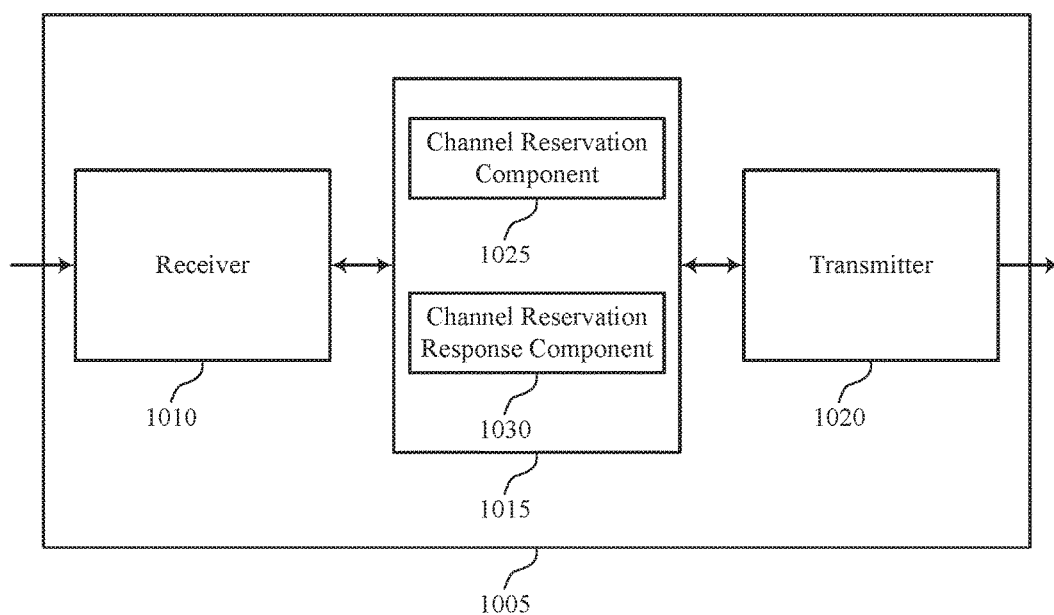 Channel Reservation
Component
1025
Receiver
Transmitter
Channel Reservation
Response Component
1010
1030
1020
1015
1005